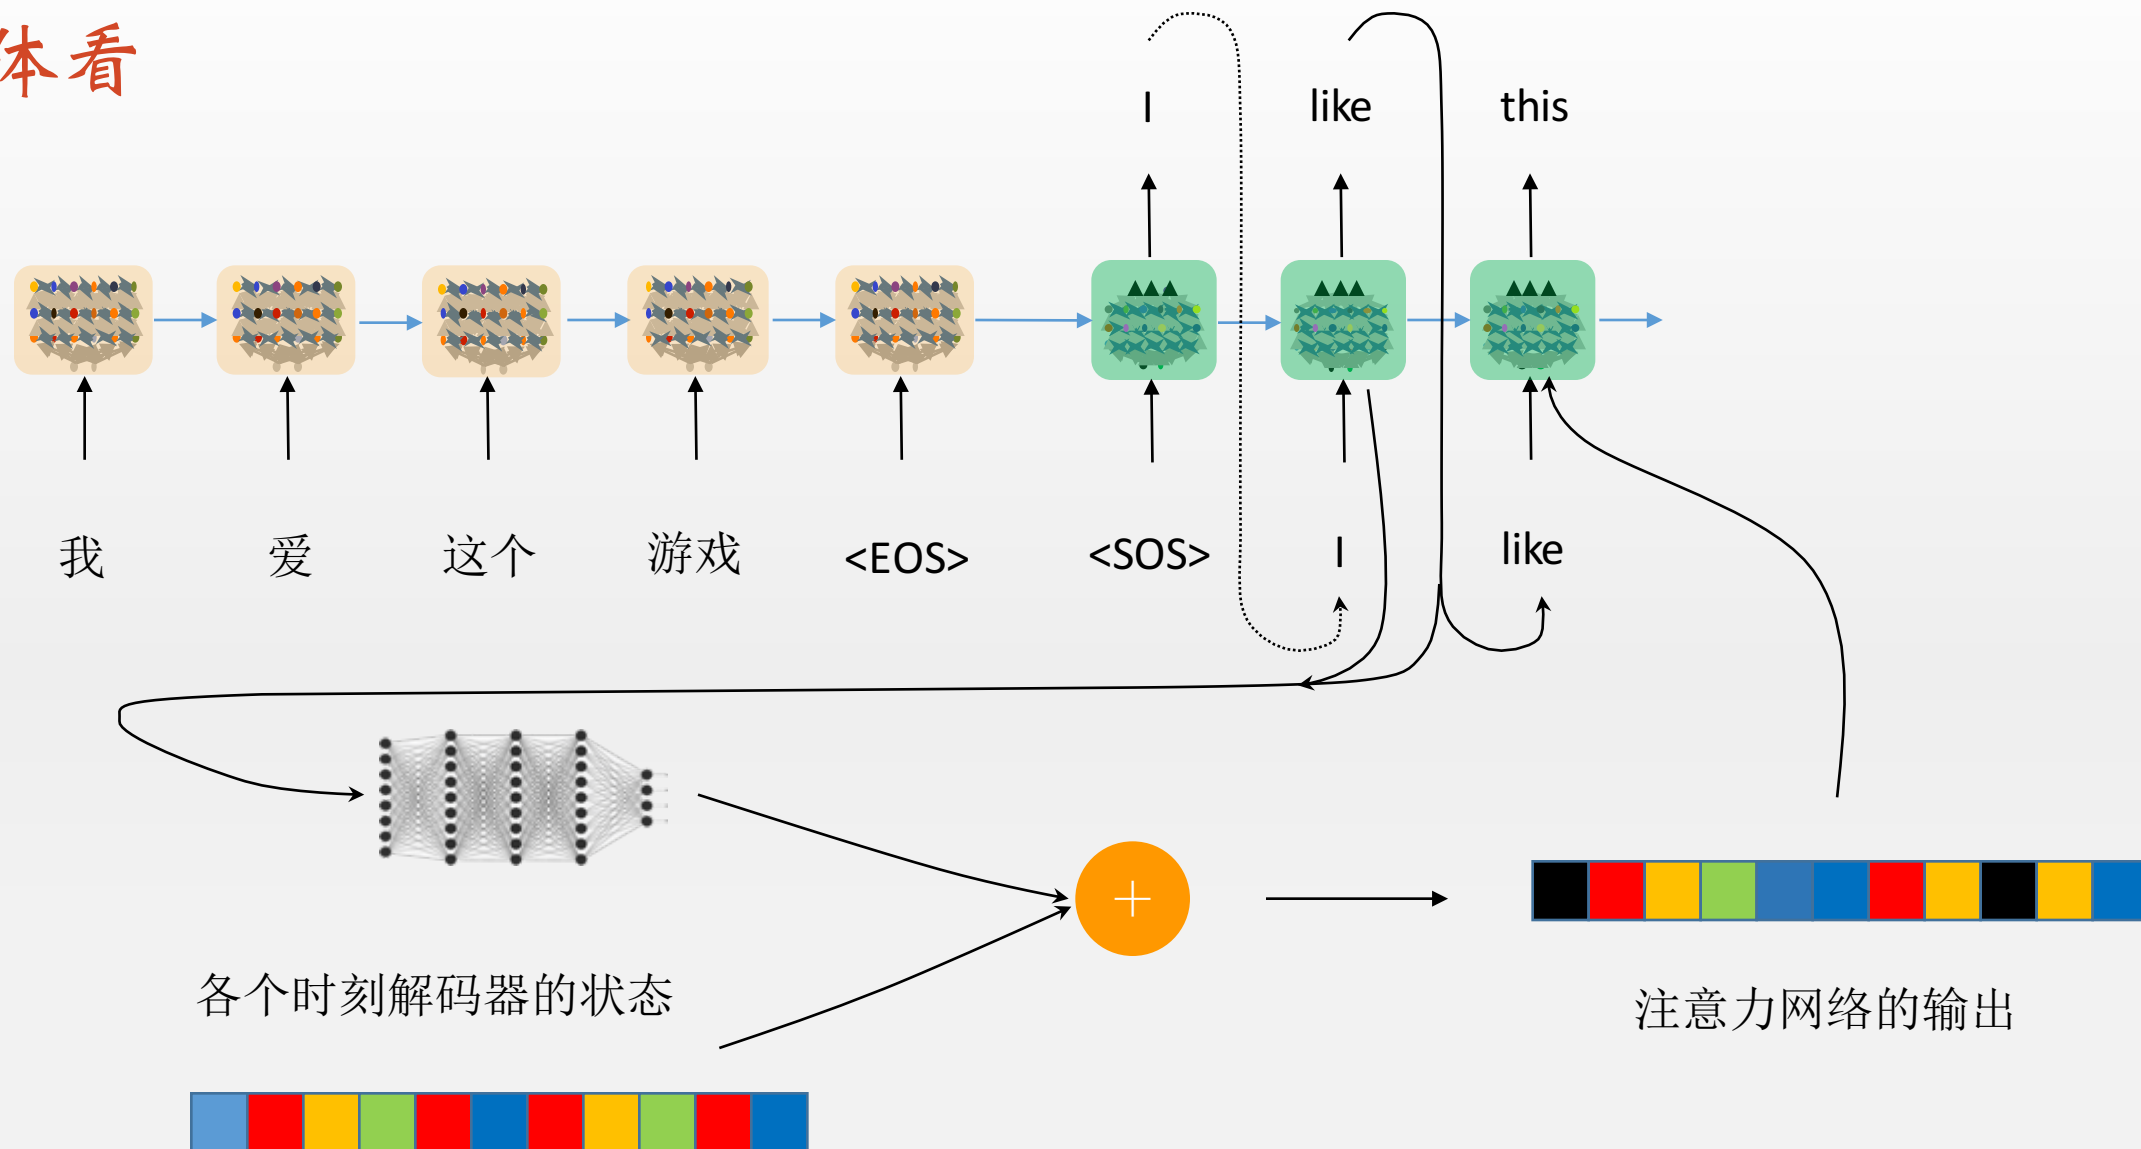 体看
I like this
我 爱 这个 游戏 <EOS> <SOS> I like
+
各个时刻解码器的状态
注意力网络的输出